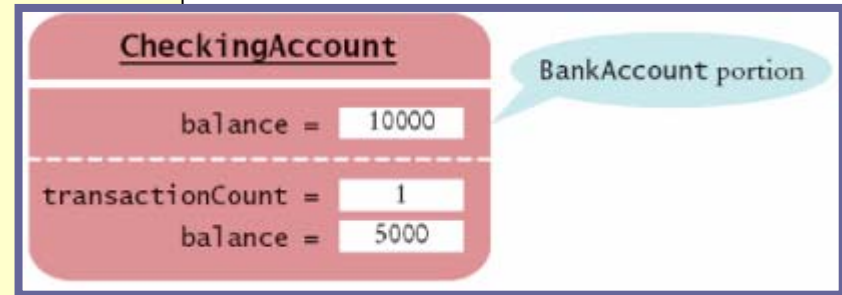 CheckingAccount
BankAccount portion
balance = 10000
transactionCount = 1
balance = 5000